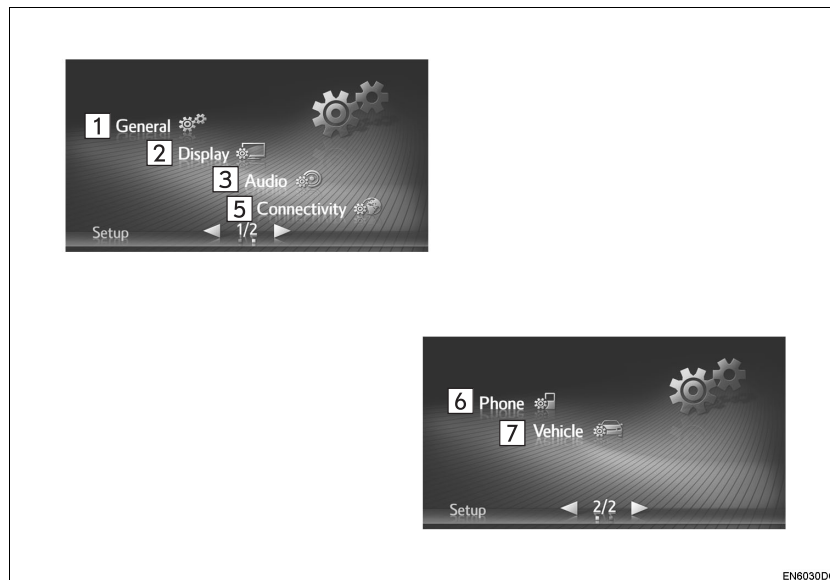 1 General
2 Display
3 Audio
5 Connectivity
Setup
1/2
6 Phone
7 Vehicle
Setup
2/2